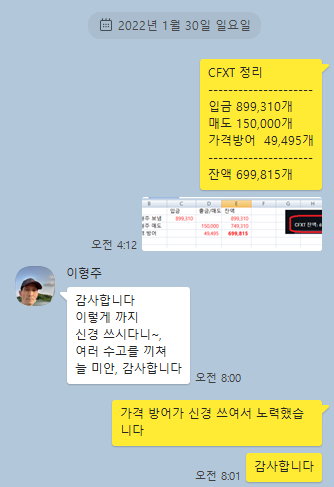 2022년 1월 30일 일요일
CFXT 정리
---------------------
입금 899,310개
매도 150,000개
가격방어  49,495개
---------------------
잔액 699,815개
입금 출금/매도 잔액
899,310 899,310
매도 150,000 749,310
방어 49,495 699,815
CFXT 잔액:
오전 4:12
이형주
감사합니다
이렇게 까지
신경 쓰시다니~,
여러 수고를 끼쳐
늘 미안, 감사합니다
오전 8:00
가격 방어가 신경 쓰여서 노력했습
니다
감사합니다
오전 8:01